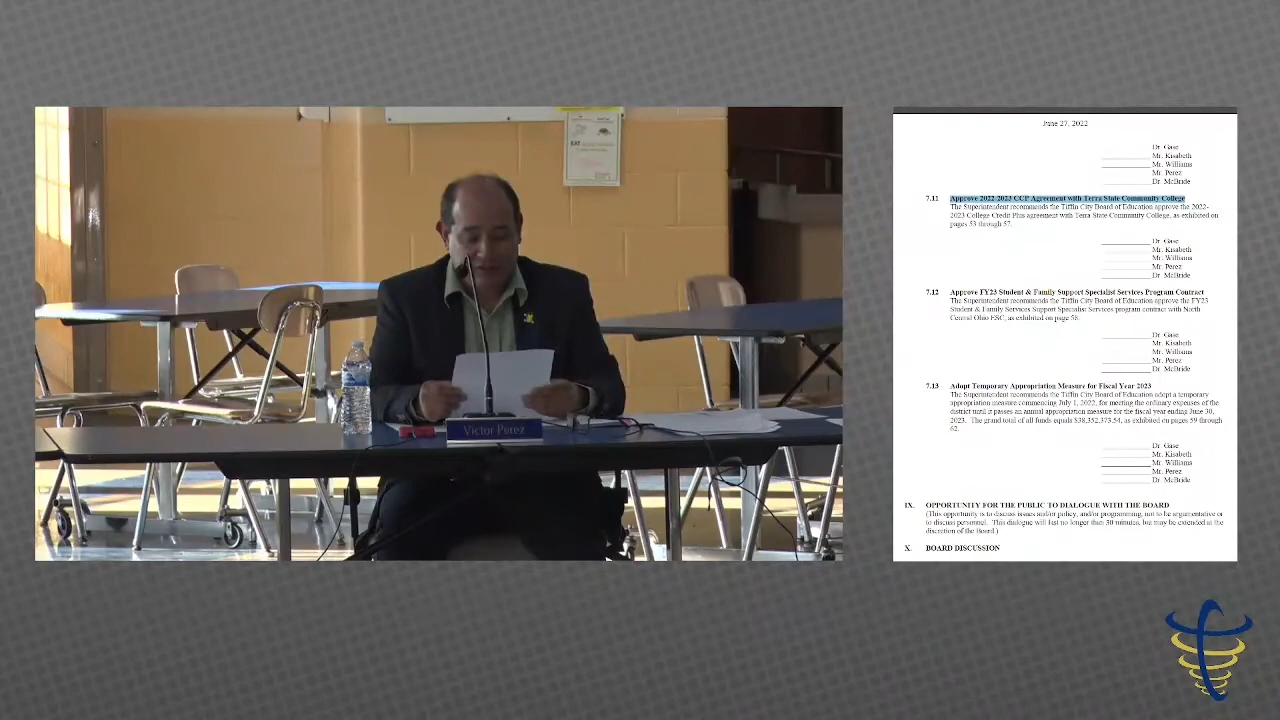 EAT
Victor Perez
June 27, 2022
Dr. Gase
Mr. Kisabeth
Mr. Williams
Mr. Perez
Dr. McBride
7.11 Approve 2022-2023 CCP Agreement with Terra State Community College
The Superintendent recommends the Tiffin City Board of Education approve the 2022-
2023 College Credit Plus agreement with Terra State Community College, as exhibited on
pages 53 through 57.
Dr. Gase
Mr. Kisabeth
Mr. Williams
Mr. Perez
Dr. McBride
7.12 Approve FY23 Student & Family Support Specialist Services Program Contract
The Superintendent recommends the Tiffin City Board of Education approve the FY23
Student & Family Services Support Specialist Services program contract with North
Central Ohio ESC, as exhibited on page 58.
Dr. Gase
Mr. Kisabeth
Mr. Williams
Mr. Perez
Dr. McBride
7.13 Adopt Temporary Appropriation Measure for Fiscal Year 2023
The Superintendent recommends the Tiffin City Board of Education adopt a temporary
appropriation measure commencing July 1, 2022, for meeting the ordinary expenses of the
district until it passes an annual appropriation measure for the fiscal year ending June 30,
2023. The grand total of all funds equals $38,352,373.54, as exhibited on pages 59 through
62.
Dr. Gase
Mr. Kisabeth
Mr. Williams
Mr. Perez
Dr. McBride
IX. OPPORTUNITY FOR THE PUBLIC TO DIALOGUE WITH THE BOARD
(This opportunity is to discuss issues and/or policy, and/or programming, not to be argumentative or
to discuss personnel. This dialogue will last no longer than 30 minutes, but may be extended at the
discretion of the Board.)
X. BOARD DISCUSSION